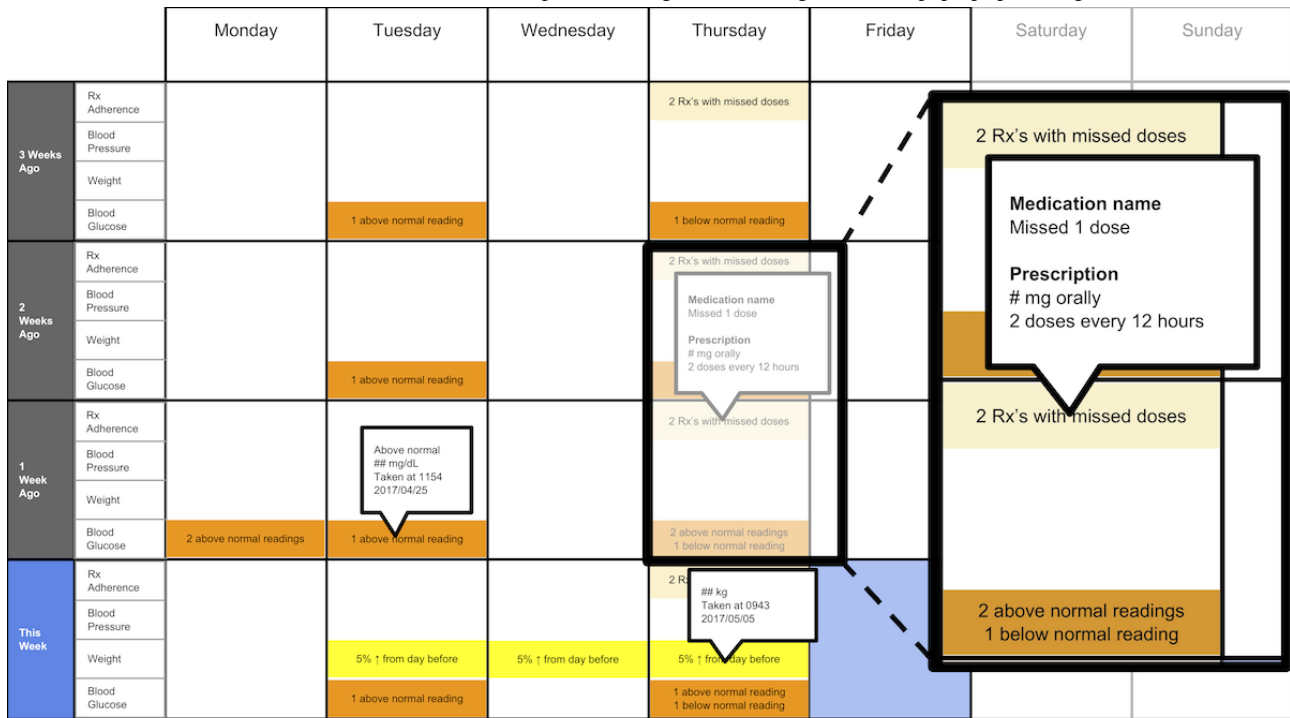 Monday Tuesday Wednesday Thursday Friday Saturday Sunday
3 Weeks
Ago
Rx
Adherence
2 Rx's with missed doses
Blood
Pressure
Weight
Blood
Glucose
1 above normal reading
1 below normal reading
2
Weeks
Ago
Rx
Adherence
2 Rx's with missed doses
Blood
Pressure
Weight
Blood
Glucose
1 above normal reading
Medication name
Missed 1 dose
Prescription
# mg orally
2 doses every 12 hours
1
Week
Ago
Rx
Adherence
2 Rx's with missed doses
Blood
Pressure
Weight
Blood
Glucose
2 above normal readings
1 above normal reading
Above normal
## mg/dL
Taken at 1154
2017/04/25
2 above normal readings
1 below normal reading
This
Week
Rx
Adherence
2 R
Blood
Pressure
Weight
5% ↑ from day before
5% ↑ from day before
5% ↑ from day before
## kg
Taken at 0943
2017/05/05
Blood
Glucose
1 above normal reading
1 above normal reading
1 below normal reading
2 Rx's with missed doses
Medication name
Missed 1 dose
Prescription
# mg orally
2 doses every 12 hours
2 Rx's with missed doses
2 above normal readings
1 below normal reading